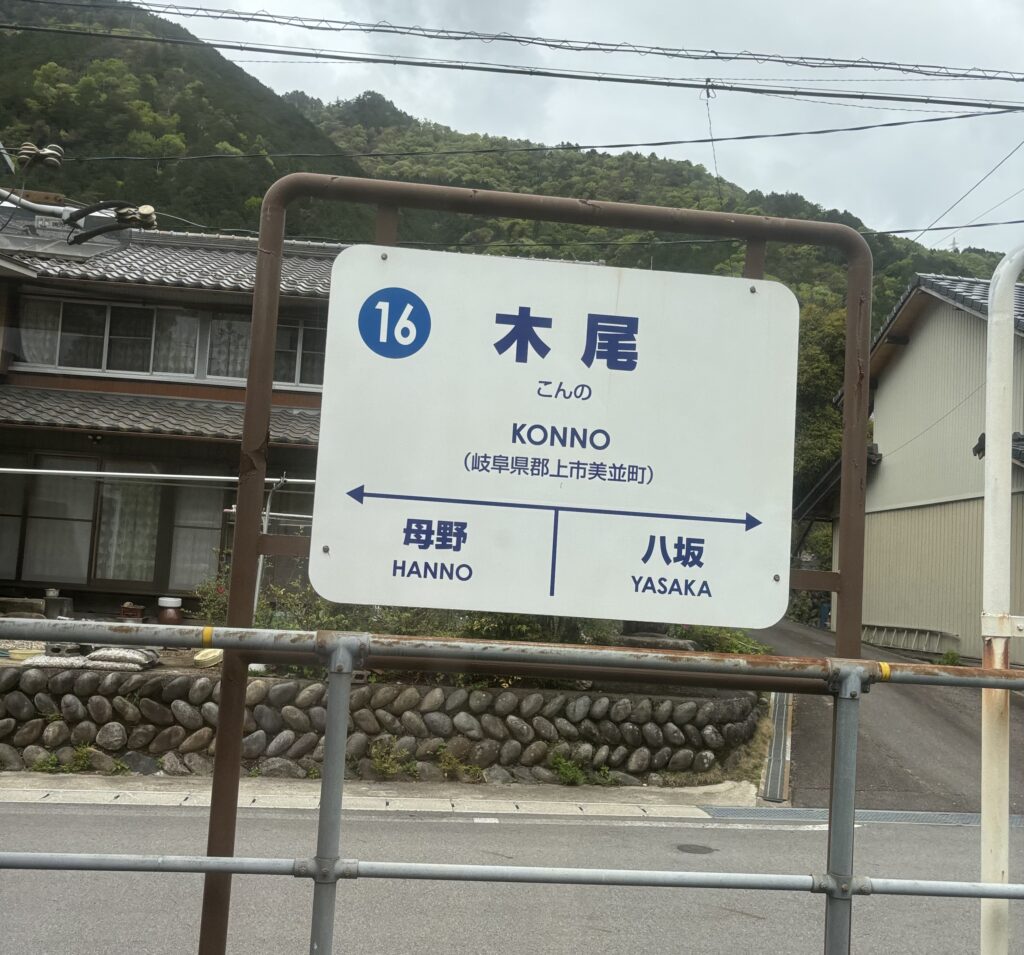 16
木尾
こんの
KONNO
（岐阜県郡上市美並町）
母野 八坂
HANNO YASAKA